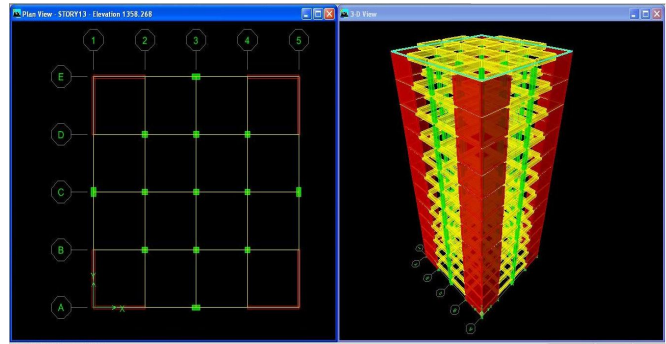 Plan View - STORY13 - Elevation 1358.268
3-D View
1 2 3 4 5
E
D
C
B
A
Y
X